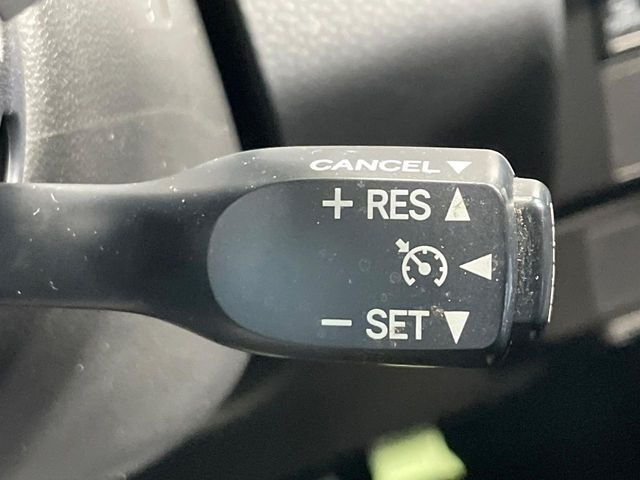 CANCEL ▼
+ RES ▲
◀
− SET ▼